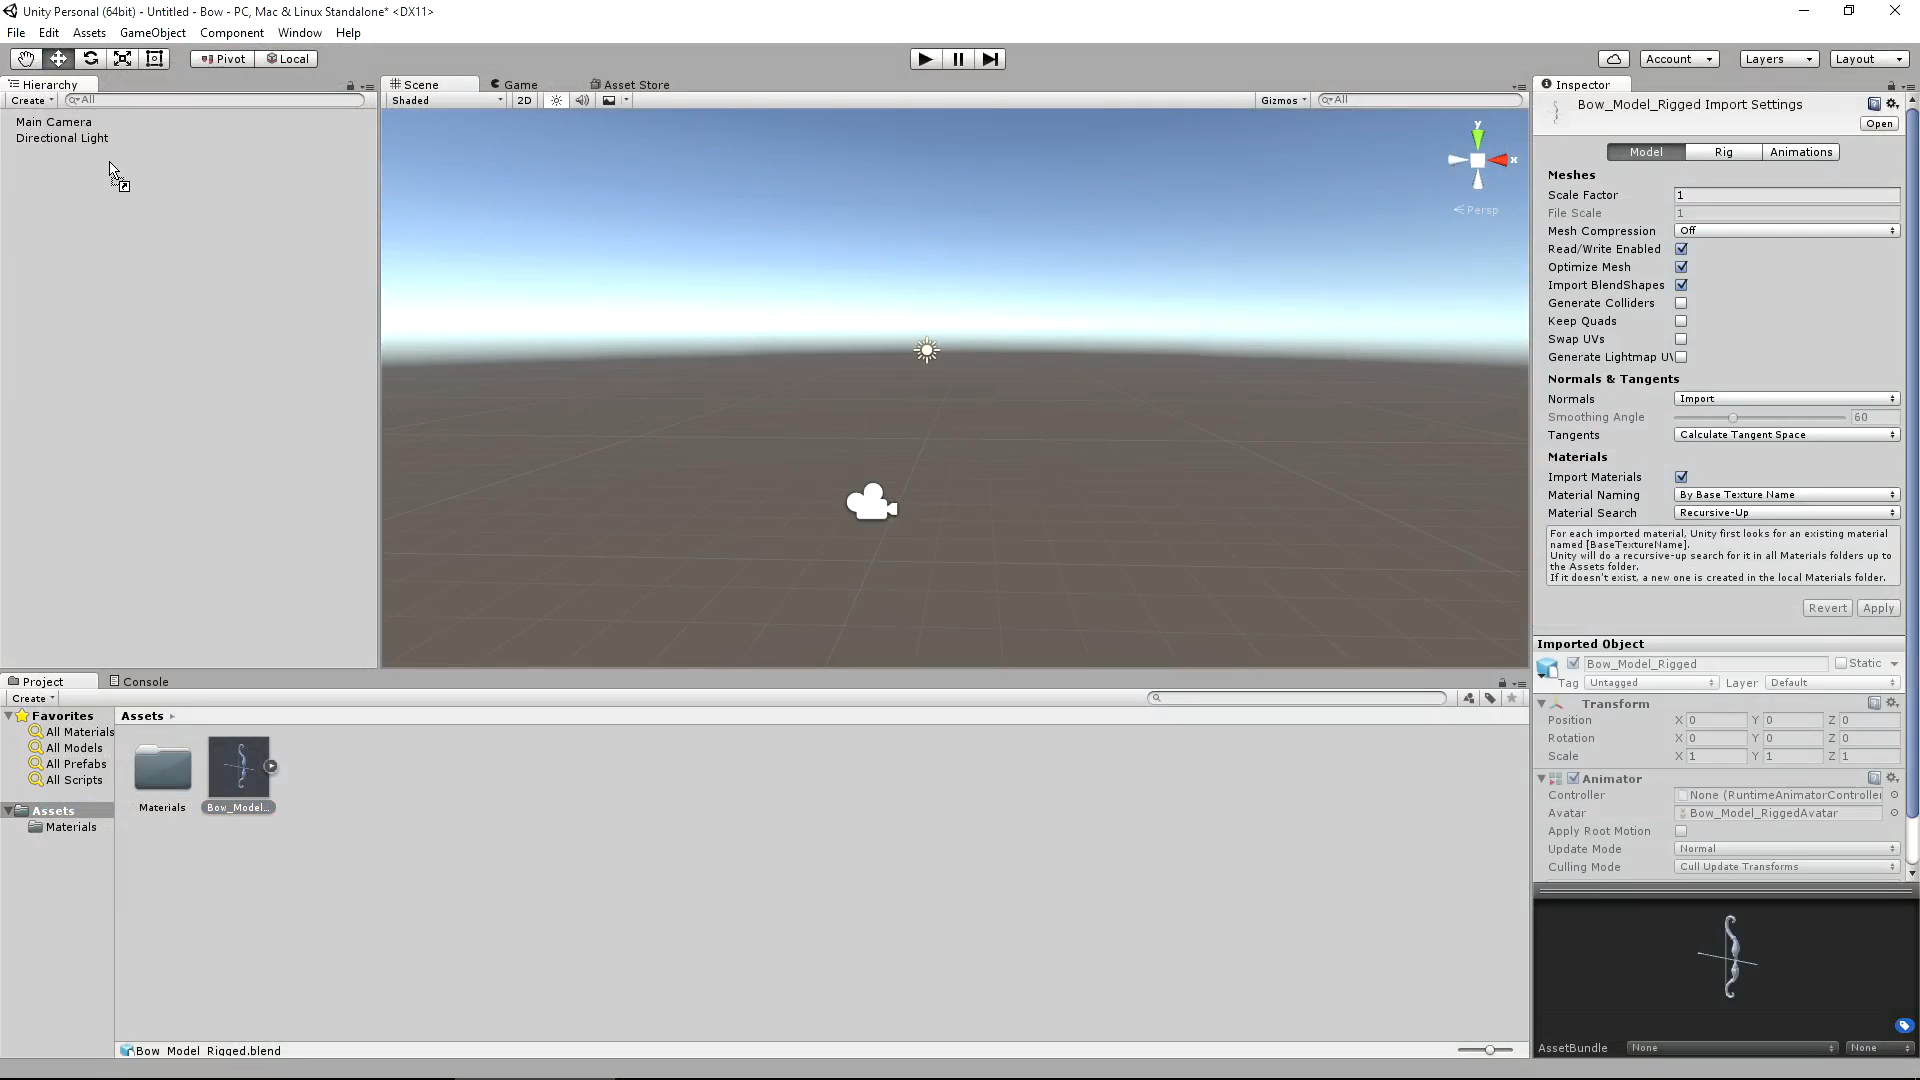 Unity Personal (64bit) - Untitled - Bow - PC, Mac & Linux Standalone* <DX11>
File Edit Assets GameObject Component Window Help
Pivot Local Account Layers Layout
Hierarchy
Create All
Main Camera
Directional Light
Scene Game Asset Store
Shaded 2D Gizmos All
y
x
Persp
Inspector
Bow_Model_Rigged Import Settings
Open
Model Rig Animations
Meshes
Scale Factor 1
File Scale 1
Mesh Compression Off
Read/Write Enabled
Optimize Mesh
Import BlendShapes
Generate Colliders
Keep Quads
Swap UVs
Generate Lightmap UV
Normals & Tangents
Normals Import
Smoothing Angle 60
Tangents Calculate Tangent Space
Materials
Import Materials
Material Naming By Base Texture Name
Material Search Recursive-Up
For each imported material, Unity first looks for an existing material
named [BaseTextureName].
Unity will do a recursive-up search for it in all Materials folders up to
the Assets folder.
If it doesn't exist, a new one is created in the local Materials folder.
Revert Apply
Imported Object
Bow_Model_Rigged Static
Tag Untagged Layer Default
Transform
Position X 0 Y 0 Z 0
Rotation X 0 Y 0 Z 0
Scale X 1 Y 1 Z 1
Animator
Controller None (RuntimeAnimatorController
Avatar Bow_Model_RiggedAvatar
Apply Root Motion
Update Mode Normal
Culling Mode Cull Update Transforms
AssetBundle None None
Project Console
Create
Favorites
All Materials
All Models
All Prefabs
All Scripts
Assets
Materials
Assets
Materials
Bow_Model...
Bow_Model_Rigged.blend